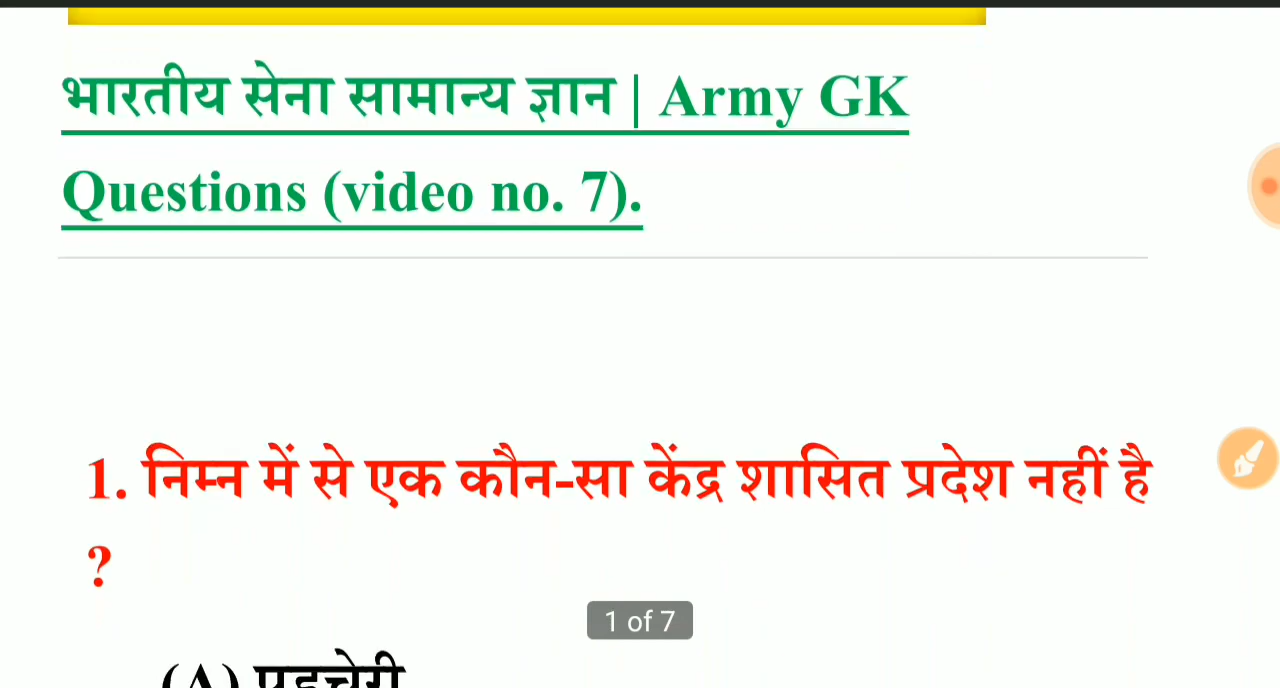 भारतीय सेना सामान्य ज्ञान | Army GK
Questions (video no. 7).
1. निम्न में से एक कौन-सा केंद्र शासित प्रदेश नहीं है
?
1 of 7
(A)